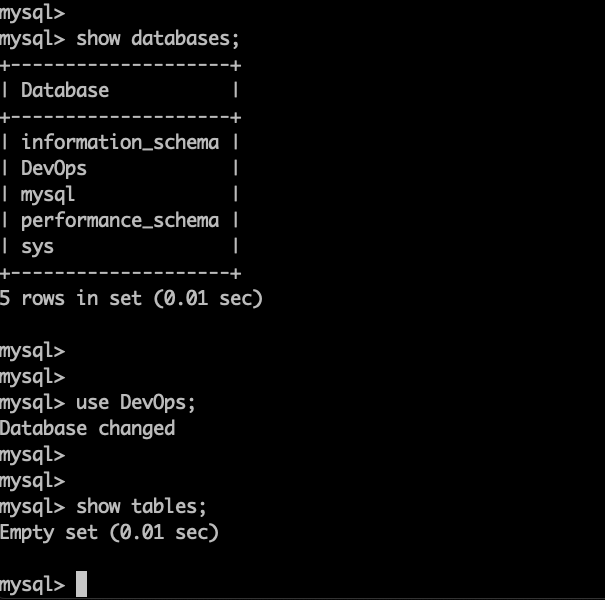 mysql>
mysql> show databases;
+--------------------+
| Database           |
+--------------------+
| information_schema |
| DevOps             |
| mysql              |
| performance_schema |
| sys                |
+--------------------+
5 rows in set (0.01 sec)
mysql>
mysql>
mysql> use DevOps;
Database changed
mysql>
mysql>
mysql> show tables;
Empty set (0.01 sec)
mysql>